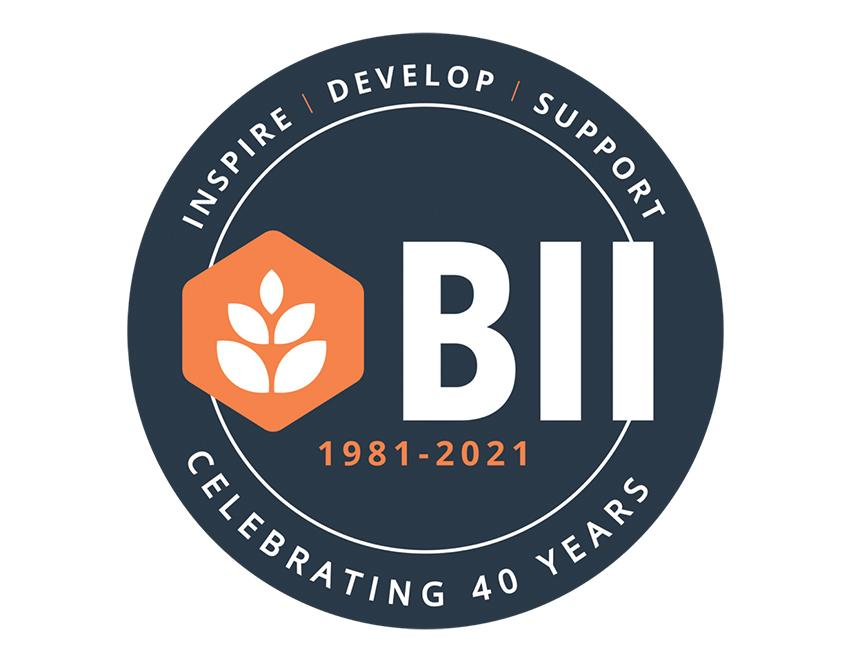 INSPIRE | DEVELOP | SUPPORT
BII
1981-2021
CELEBRATING 40 YEARS